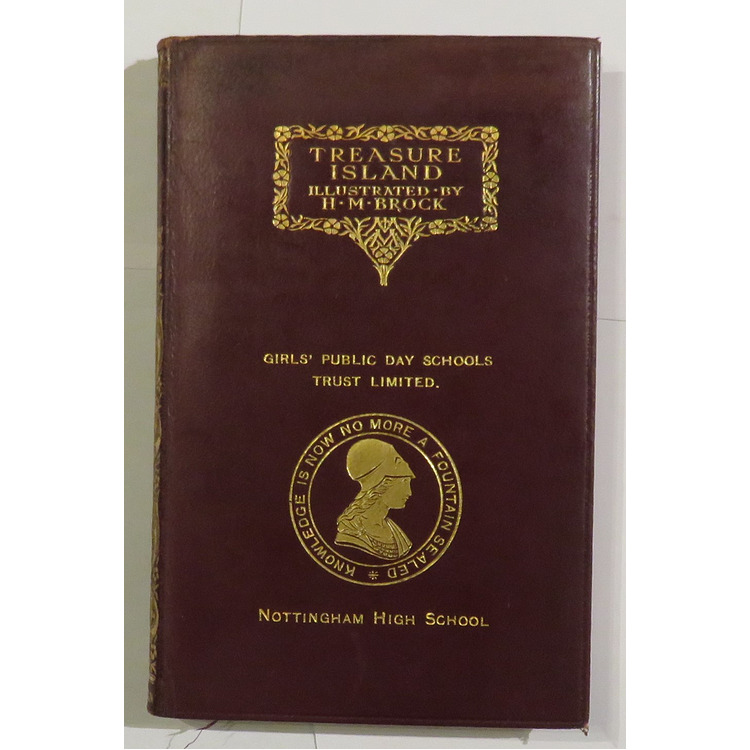 TREASURE
ISLAND
ILLUSTRATED·BY
H·M·BROCK
GIRLS' PUBLIC DAY SCHOOLS
TRUST LIMITED.
KNOWLEDGE IS NOW NO MORE A FOUNTAIN SEALED
NOTTINGHAM HIGH SCHOOL